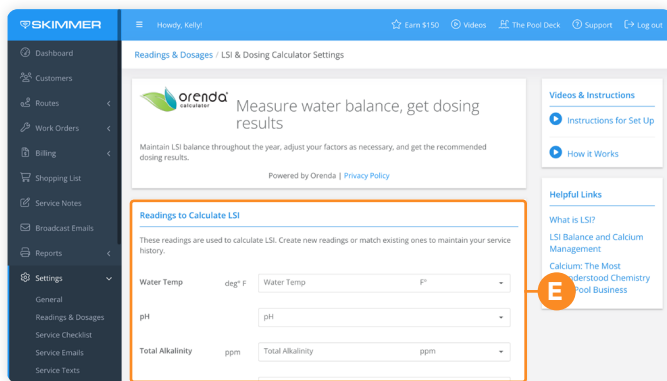 SKIMMER
Howdy, Kelly!
Earn $150
Videos
The Pool Deck
Support
Log out
Dashboard
Customers
Routes
Work Orders
Billing
Shopping List
Service Notes
Broadcast Emails
Reports
Settings
General
Readings & Dosages
Service Checklist
Service Emails
Service Texts
Readings & Dosages / LSI & Dosing Calculator Settings
orenda
calculator
Measure water balance, get dosing
results
Maintain LSI balance throughout the year, adjust your factors as necessary, and get the recommended
dosing results.
Powered by Orenda | Privacy Policy
Readings to Calculate LSI
These readings are used to calculate LSI. Create new readings or match existing ones to maintain your service
history.
Water Temp deg° F Water Temp F°
pH pH
Total Alkalinity ppm Total Alkalinity ppm
E
Videos & Instructions
Instructions for Set Up
How it Works
Helpful Links
What is LSI?
LSI Balance and Calcium
Management
Calcium: The Most
understood Chemistry
Pool Business